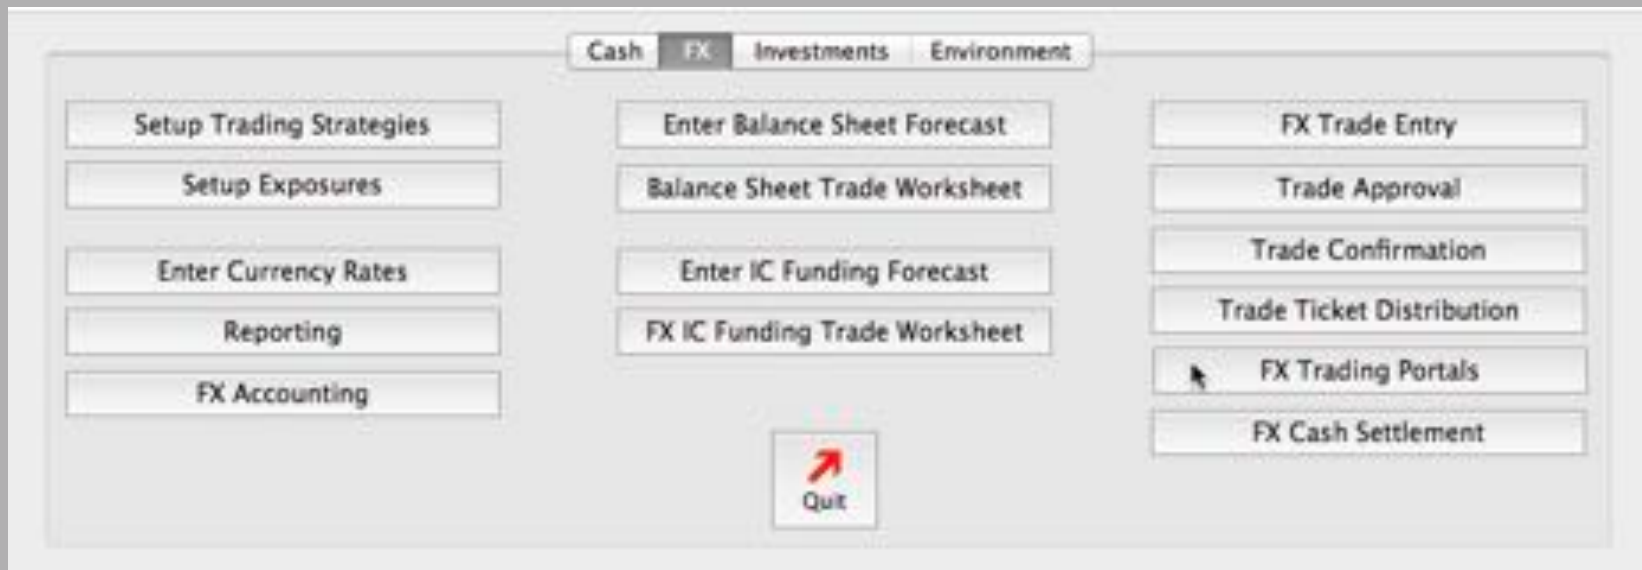 Cash FX Investments Environment
Setup Trading Strategies
Setup Exposures
Enter Currency Rates
Reporting
FX Accounting
Enter Balance Sheet Forecast
Balance Sheet Trade Worksheet
Enter IC Funding Forecast
FX IC Funding Trade Worksheet
Quit
FX Trade Entry
Trade Approval
Trade Confirmation
Trade Ticket Distribution
FX Trading Portals
FX Cash Settlement